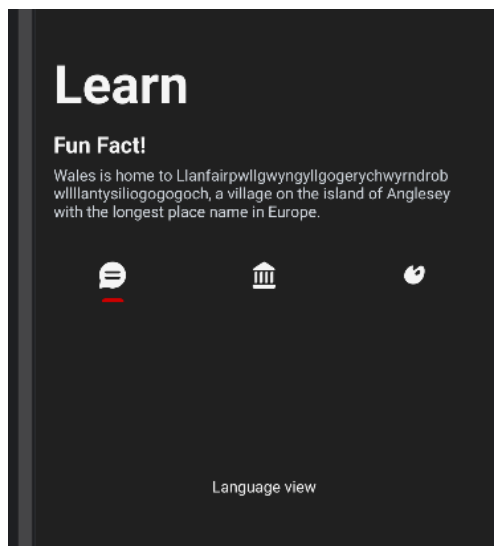 Learn
Fun Fact!
Wales is home to Llanfairpwllgwyngyllgogerychwyrndrob
wllllantysiliogogogoch, a village on the island of Anglesey
with the longest place name in Europe.
Language view